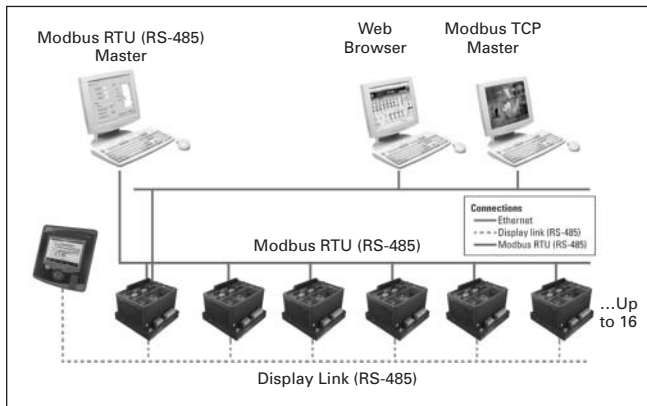 Modbus RTU (RS-485)
Master
Web
Browser
Modbus TCP
Master
Connections
Ethernet
Display link (RS-485)
Modbus RTU (RS-485)
Modbus RTU (RS-485)
...Up
to 16
Display Link (RS-485)